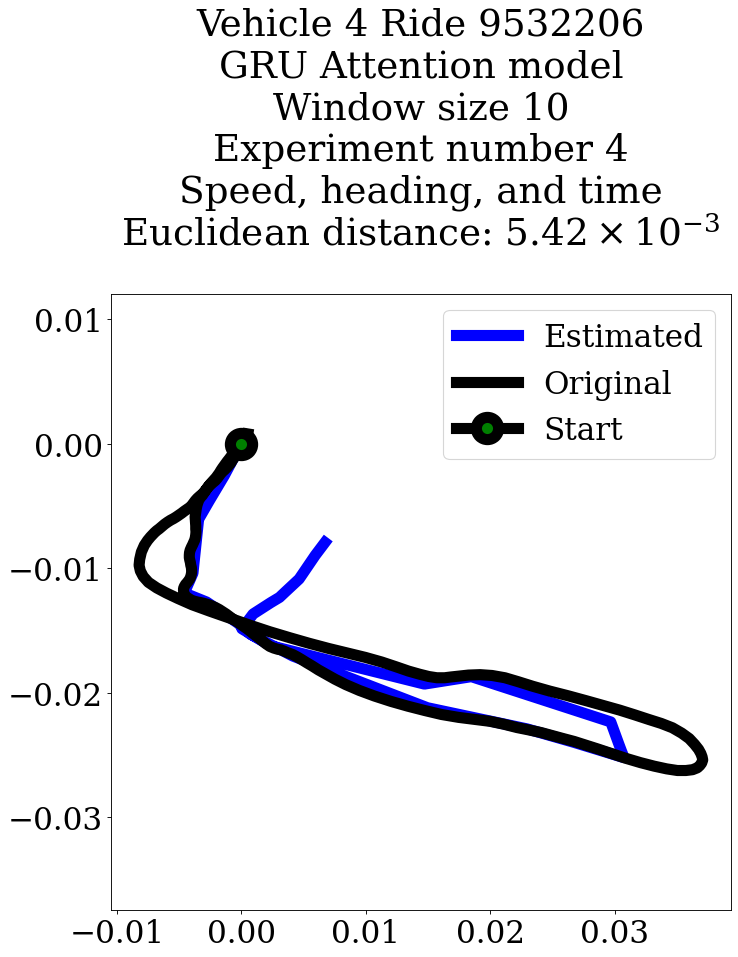 Vehicle 4 Ride 9532206
GRU Attention model
Window size 10
Experiment number 4
Speed, heading, and time
Euclidean distance: 5.42 × 10⁻³
Estimated
Original
Start
0.01
0.00
−0.01
−0.02
−0.03
−0.01 0.00 0.01 0.02 0.03